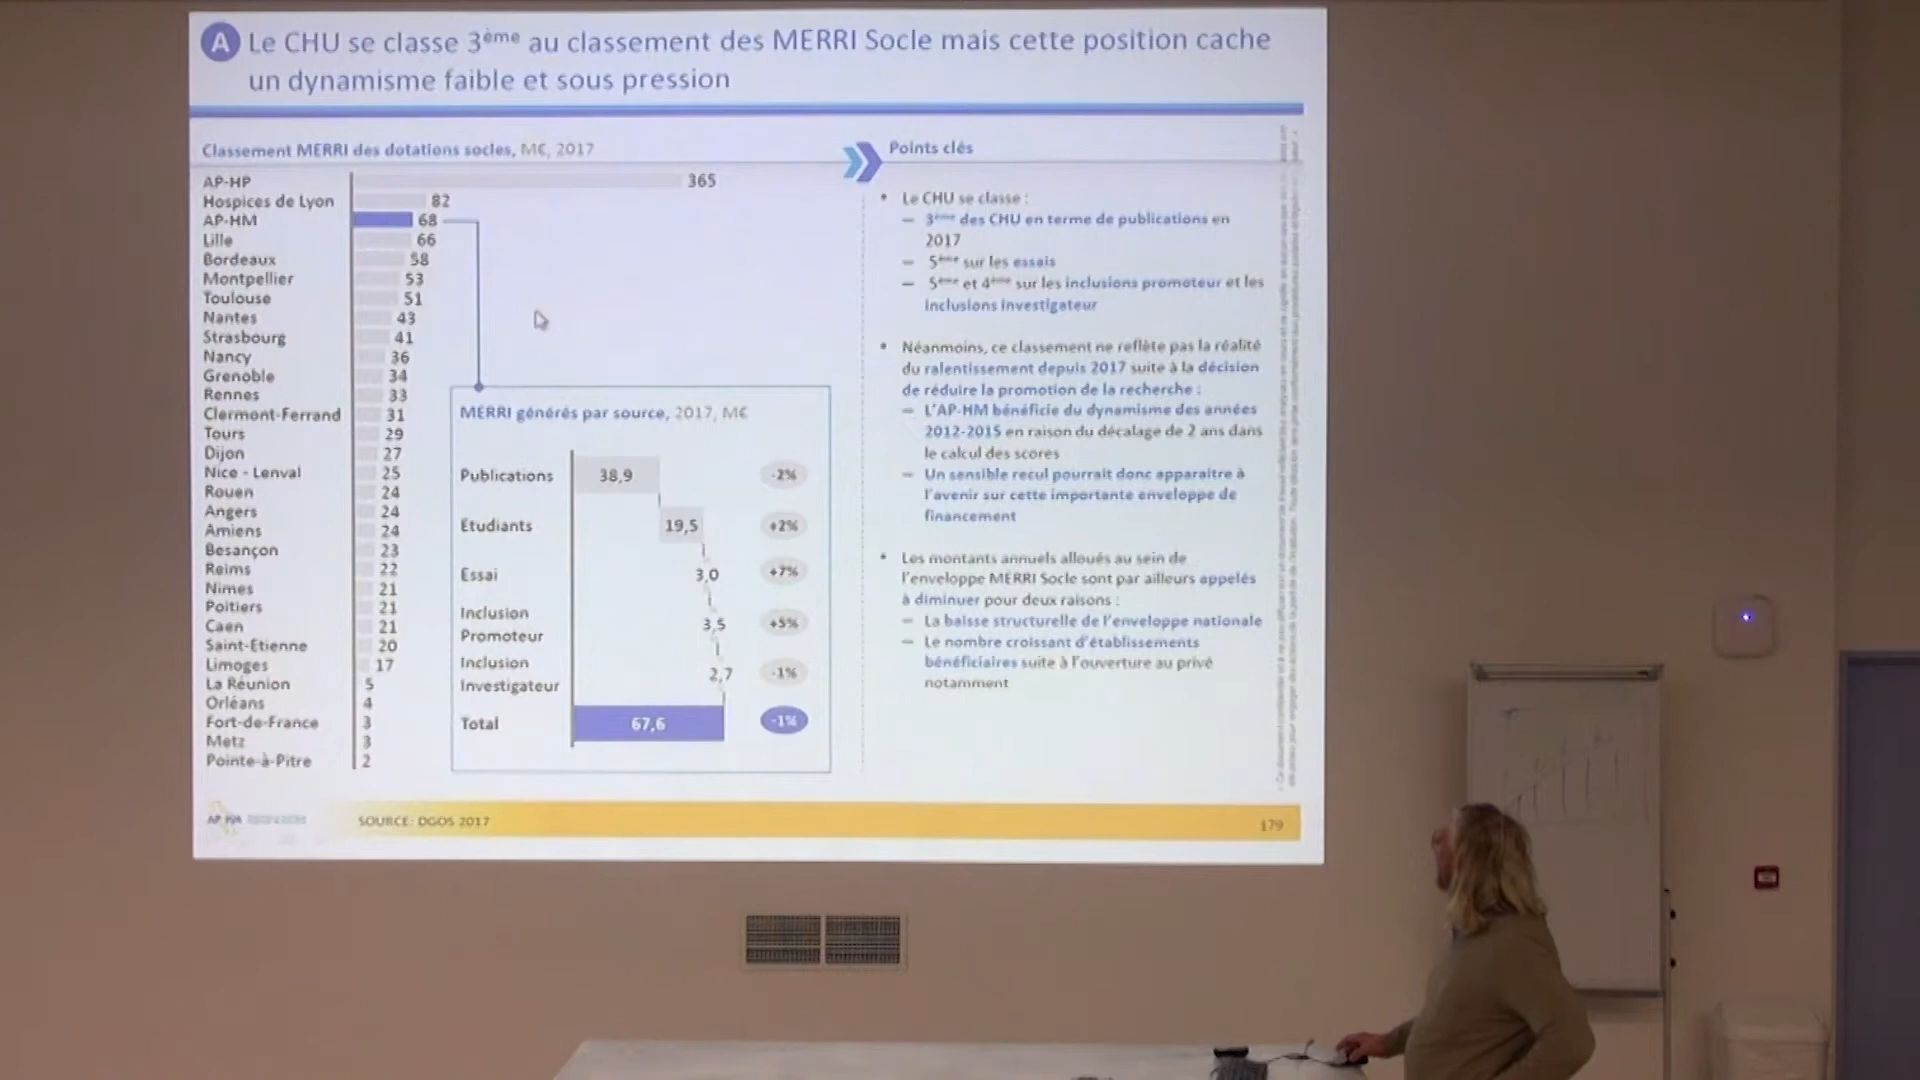 A Le CHU se classe 3ème au classement des MERRI Socle mais cette position cache
un dynamisme faible et sous pression
Classement MERRI des dotations socles, M€, 2017
AP-HP 365
Hospices de Lyon 82
AP-HM 68
Lille 66
Bordeaux 58
Montpellier 53
Toulouse 51
Nantes 43
Strasbourg 41
Nancy 36
Grenoble 34
Rennes 33
Clermont-Ferrand 31
Tours 29
Dijon 27
Nice - Lenval 25
Rouen 24
Angers 24
Amiens 24
Besançon 23
Reims 22
Nimes 21
Poitiers 21
Caen 21
Saint-Etienne 20
Limoges 17
La Réunion 5
Orléans 4
Fort-de-France 3
Metz 3
Pointe-à-Pitre 2
MERRI générés par source, 2017, M€
Publications 38,9 -2%
Etudiants 19,5 +2%
Essai 3,0 +7%
Inclusion
Promoteur 3,5 +5%
Inclusion
Investigateur 2,7 -1%
Total 67,6 -1%
Points clés
• Le CHU se classe :
– 3ème des CHU en terme de publications en
2017
– 5ème sur les essais
– 5ème et 4ème sur les inclusions promoteur et les
inclusions investigateur
• Néanmoins, ce classement ne reflète pas la réalité
du ralentissement depuis 2017 suite à la décision
de réduire la promotion de la recherche :
– L'AP-HM bénéficie du dynamisme des années
2012-2015 en raison du décalage de 2 ans dans
le calcul des scores
– Un sensible recul pourrait donc apparaitre à
l'avenir sur cette importante enveloppe de
financement
• Les montants annuels alloués au sein de
l'enveloppe MERRI Socle sont par ailleurs appelés
à diminuer pour deux raisons :
– La baisse structurelle de l'enveloppe nationale
– Le nombre croissant d'établissements
bénéficiaires suite à l'ouverture au privé
notamment
AP HM
SOURCE: DGOS 2017
179